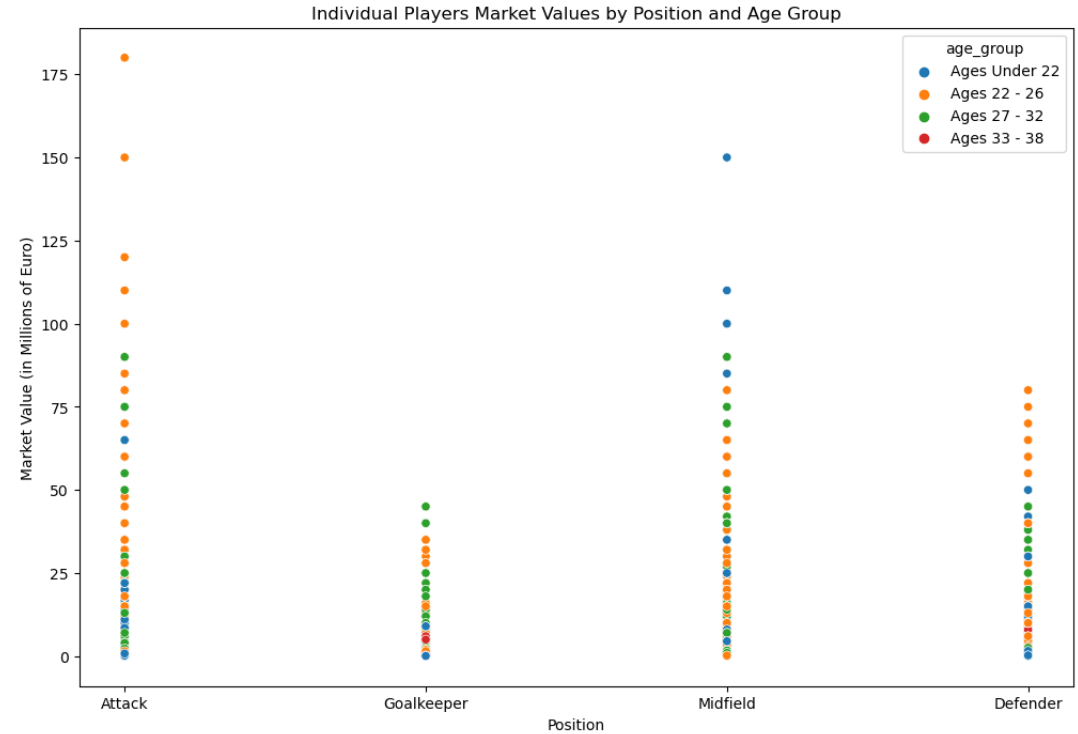 Individual Players Market Values by Position and Age Group
age_group
Ages Under 22
Ages 22 - 26
Ages 27 - 32
Ages 33 - 38
Market Value (in Millions of Euro)
175
150
125
100
75
50
25
0
Attack Goalkeeper Midfield Defender
Position